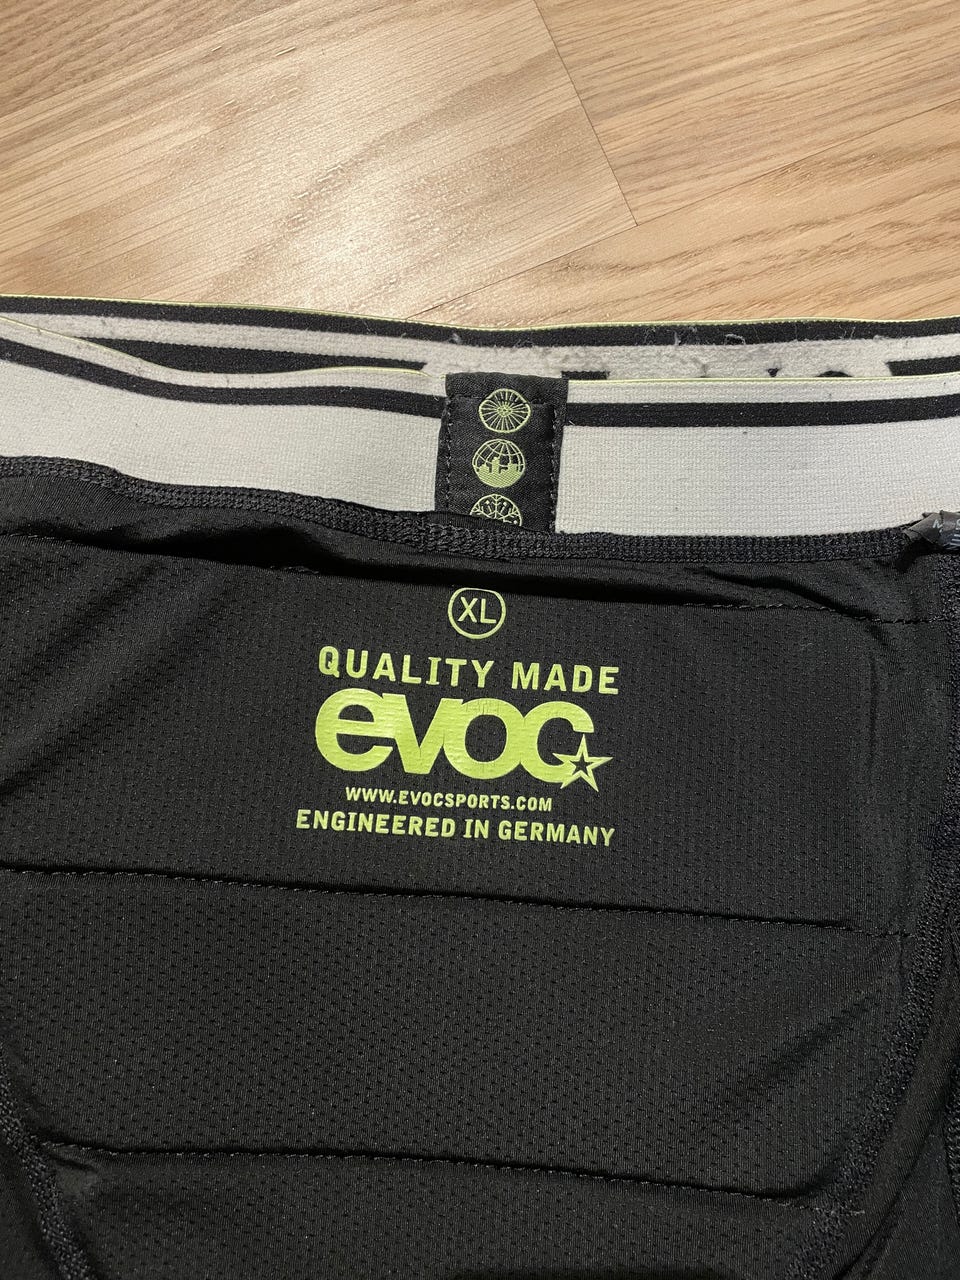 XL
QUALITY MADE
evoc
WWW.EVOCSPORTS.COM
ENGINEERED IN GERMANY